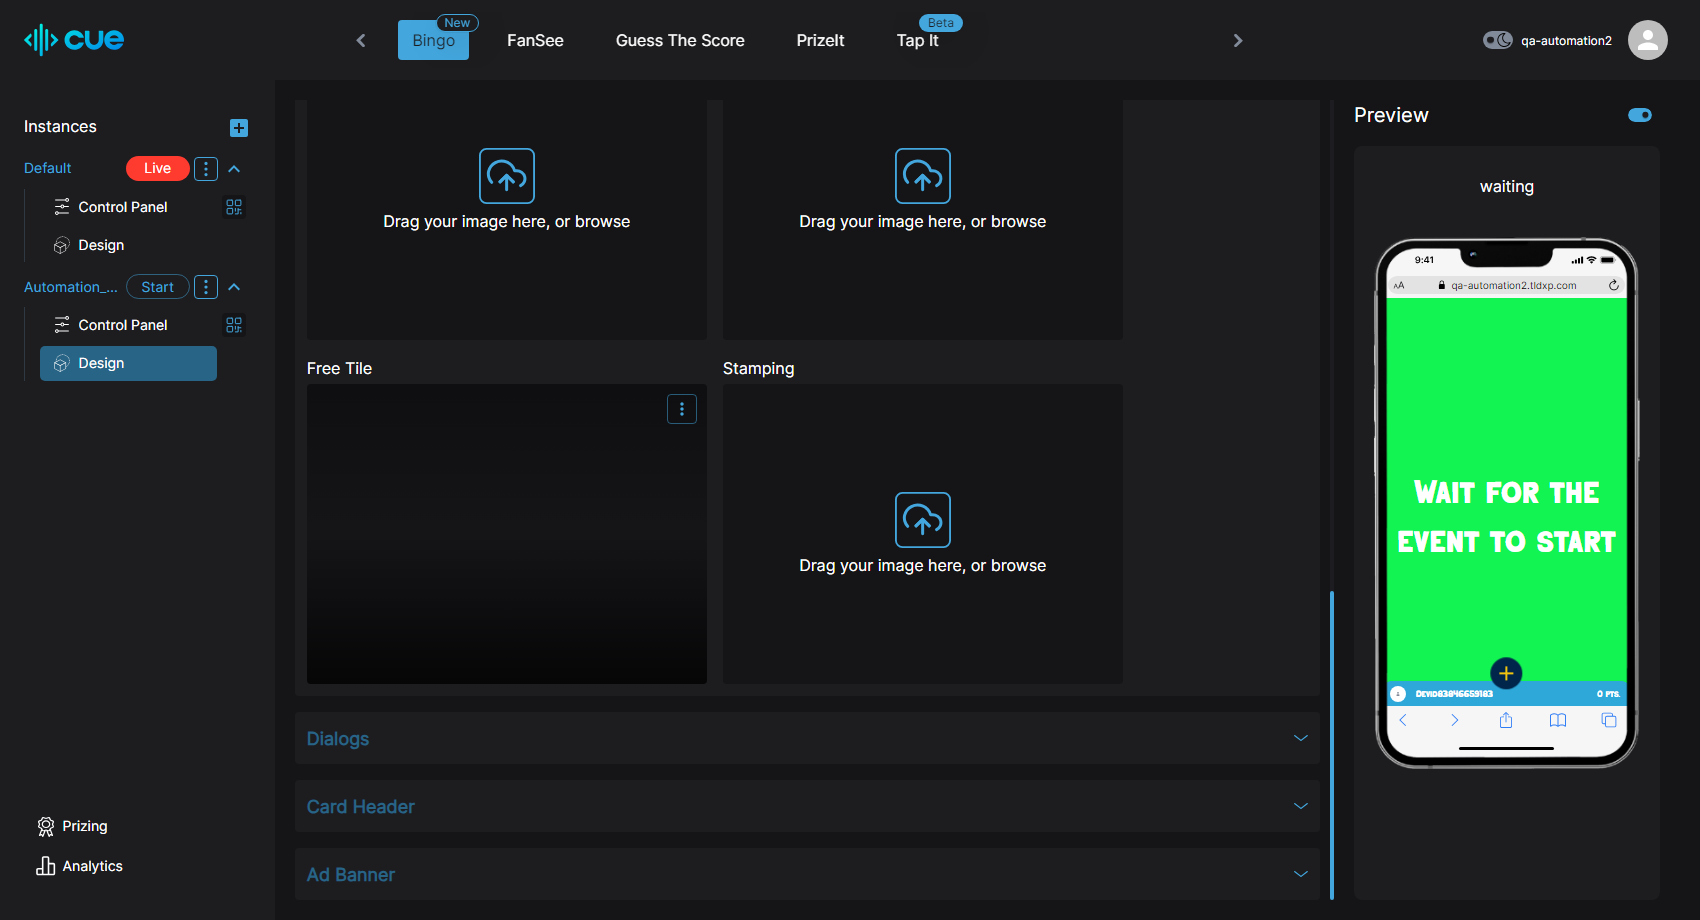 cue
New
Bingo
FanSee
Guess The Score
PrizeIt
Beta
Tap It
qa-automation2
Instances
Default
Live
Control Panel
Design
Automation_...
Start
Control Panel
Design
Prizing
Analytics
Drag your image here, or browse
Drag your image here, or browse
Free Tile
Stamping
Drag your image here, or browse
Dialogs
Card Header
Ad Banner
Preview
waiting
9:41
AA
qa-automation2.tldxp.com
Wait for the
event to start
0 pts.